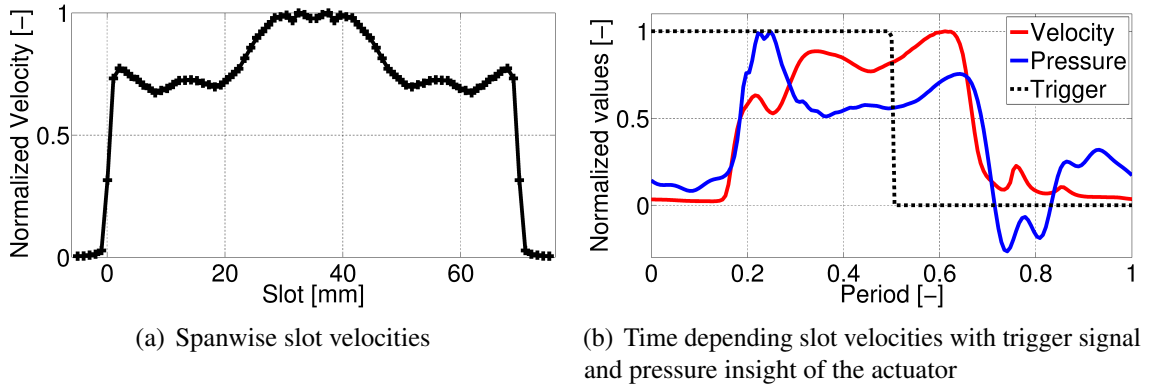 Normalized Velocity [–]
1
0.5
0
0 20 40 60
Slot [mm]
(a) Spanwise slot velocities
Normalized values [–]
1
0.5
0
0 0.2 0.4 0.6 0.8 1
Period [–]
Velocity
Pressure
Trigger
(b) Time depending slot velocities with trigger signal
and pressure insight of the actuator